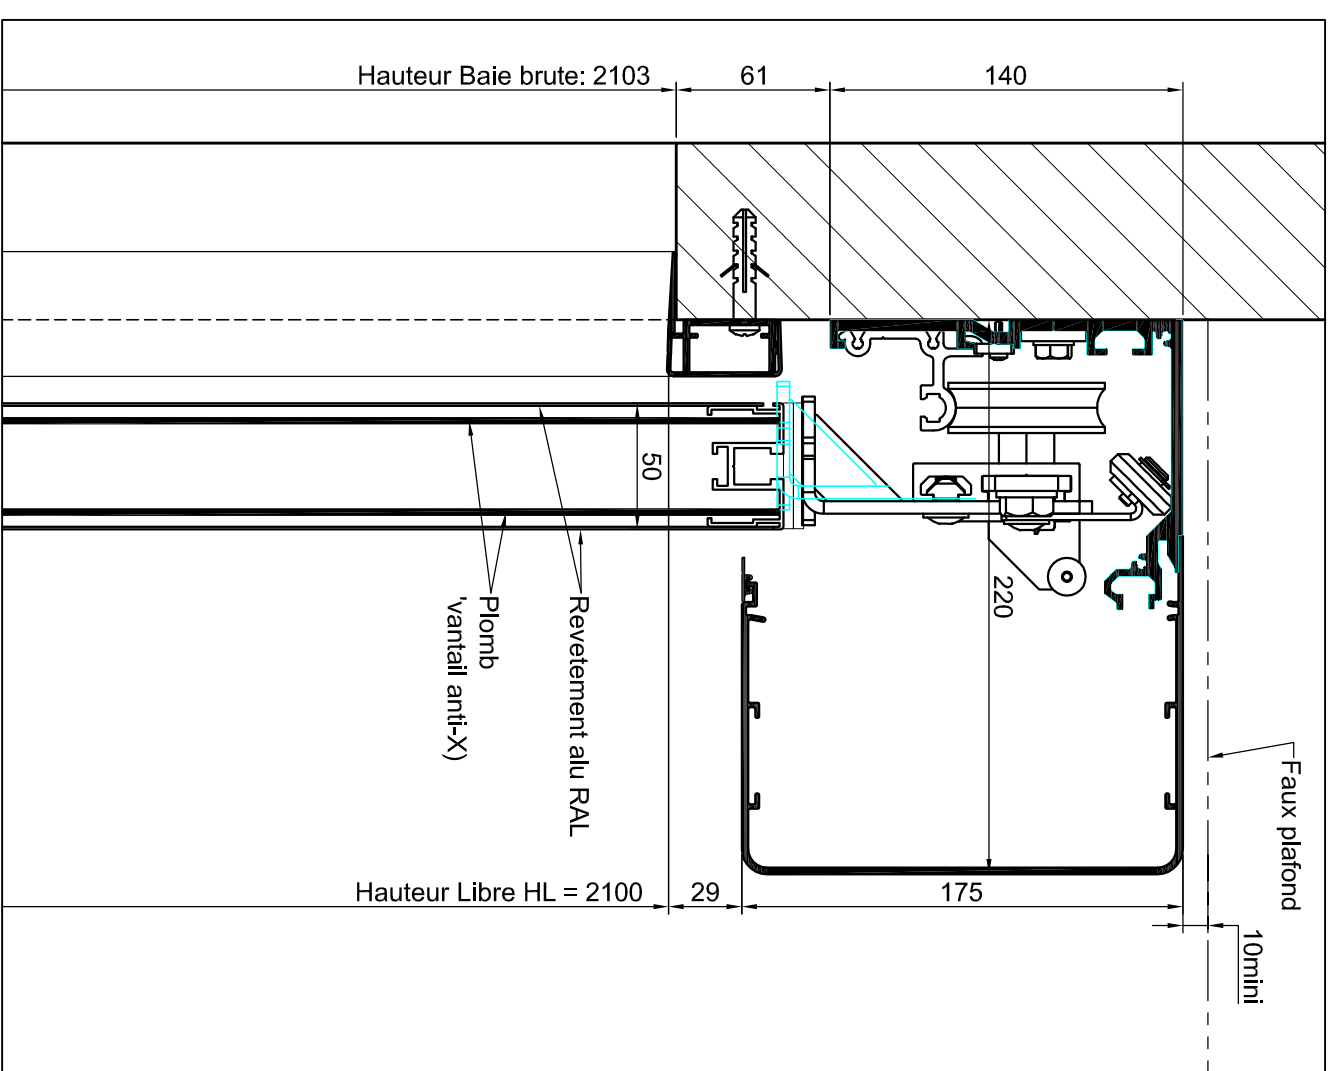 Hauteur Baie brute: 2103
61
140
50
220
Revetement alu RAL
Plomb
'vantail anti-X)
Faux plafond
Hauteur Libre HL = 2100
29
175
10mini